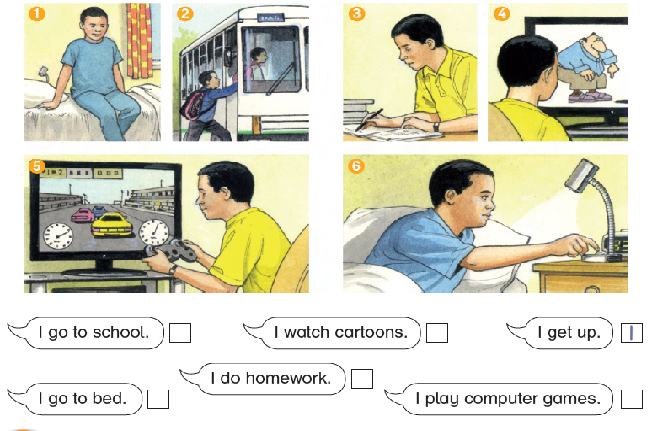 1
2
3
4
5
6
I go to school.
I watch cartoons.
I get up. 1
I do homework.
I go to bed.
I play computer games.